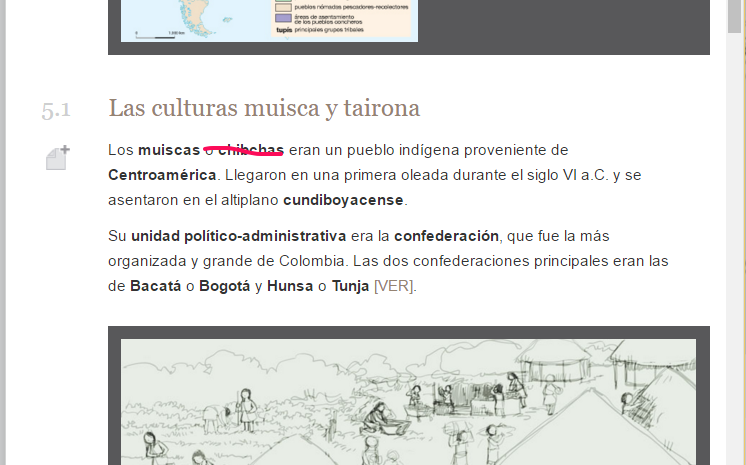 pueblos nómadas pescadores-recolectores
áreas de asentamiento
de los pueblos concheros
tupis principales grupos tribales
5.1 Las culturas muisca y tairona
Los muiscas o chibchas eran un pueblo indígena proveniente de
Centroamérica. Llegaron en una primera oleada durante el siglo VI a.C. y se
asentaron en el altiplano cundiboyacense.
Su unidad político-administrativa era la confederación, que fue la más
organizada y grande de Colombia. Las dos confederaciones principales eran las
de Bacatá o Bogotá y Hunsa o Tunja [VER].